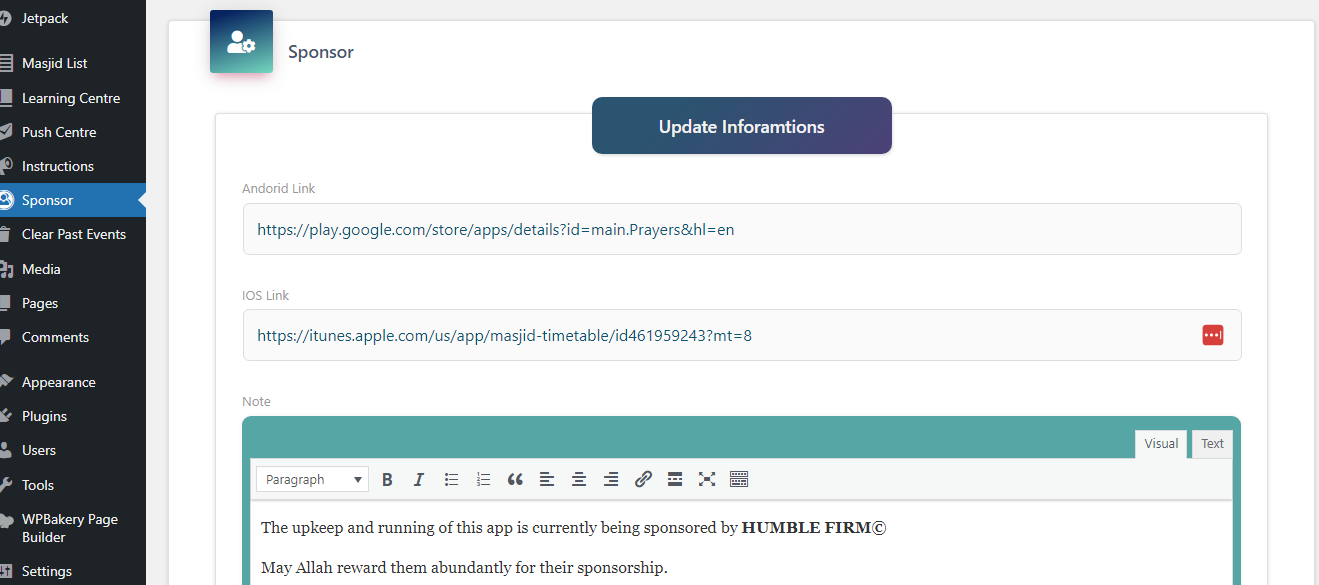 Jetpack
Masjid List
Learning Centre
Push Centre
Instructions
Sponsor
Clear Past Events
Media
Pages
Comments
Appearance
Plugins
Users
Tools
WPBakery Page
Builder
Settings
Sponsor
Update Inforamtions
Andorid Link
https://play.google.com/store/apps/details?id=main.Prayers&hl=en
IOS Link
https://itunes.apple.com/us/app/masjid-timetable/id461959243?mt=8
Note
Visual Text
Paragraph
The upkeep and running of this app is currently being sponsored by HUMBLE FIRM©
May Allah reward them abundantly for their sponsorship.